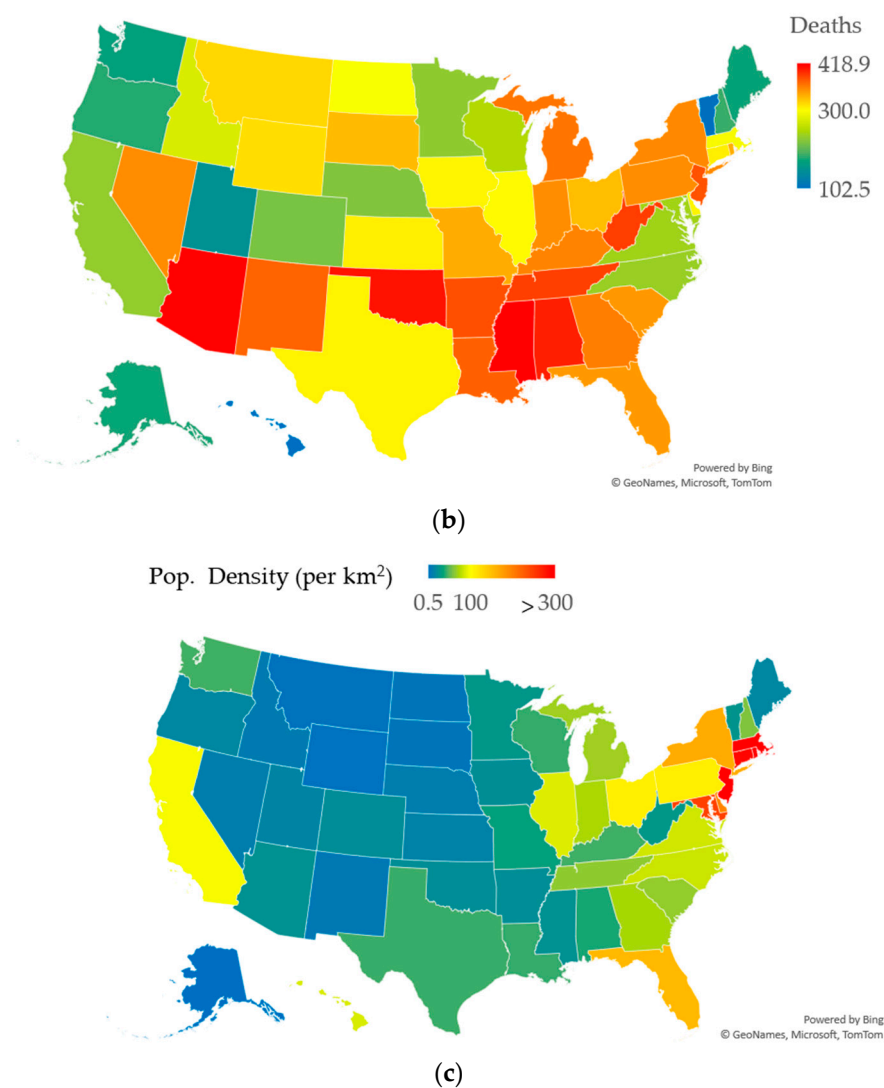 Deaths
418.9
300.0
102.5
Powered by Bing
© GeoNames, Microsoft, TomTom
(b)
Pop. Density (per km²)
0.5 100 >300
Powered by Bing
© GeoNames, Microsoft, TomTom
(c)